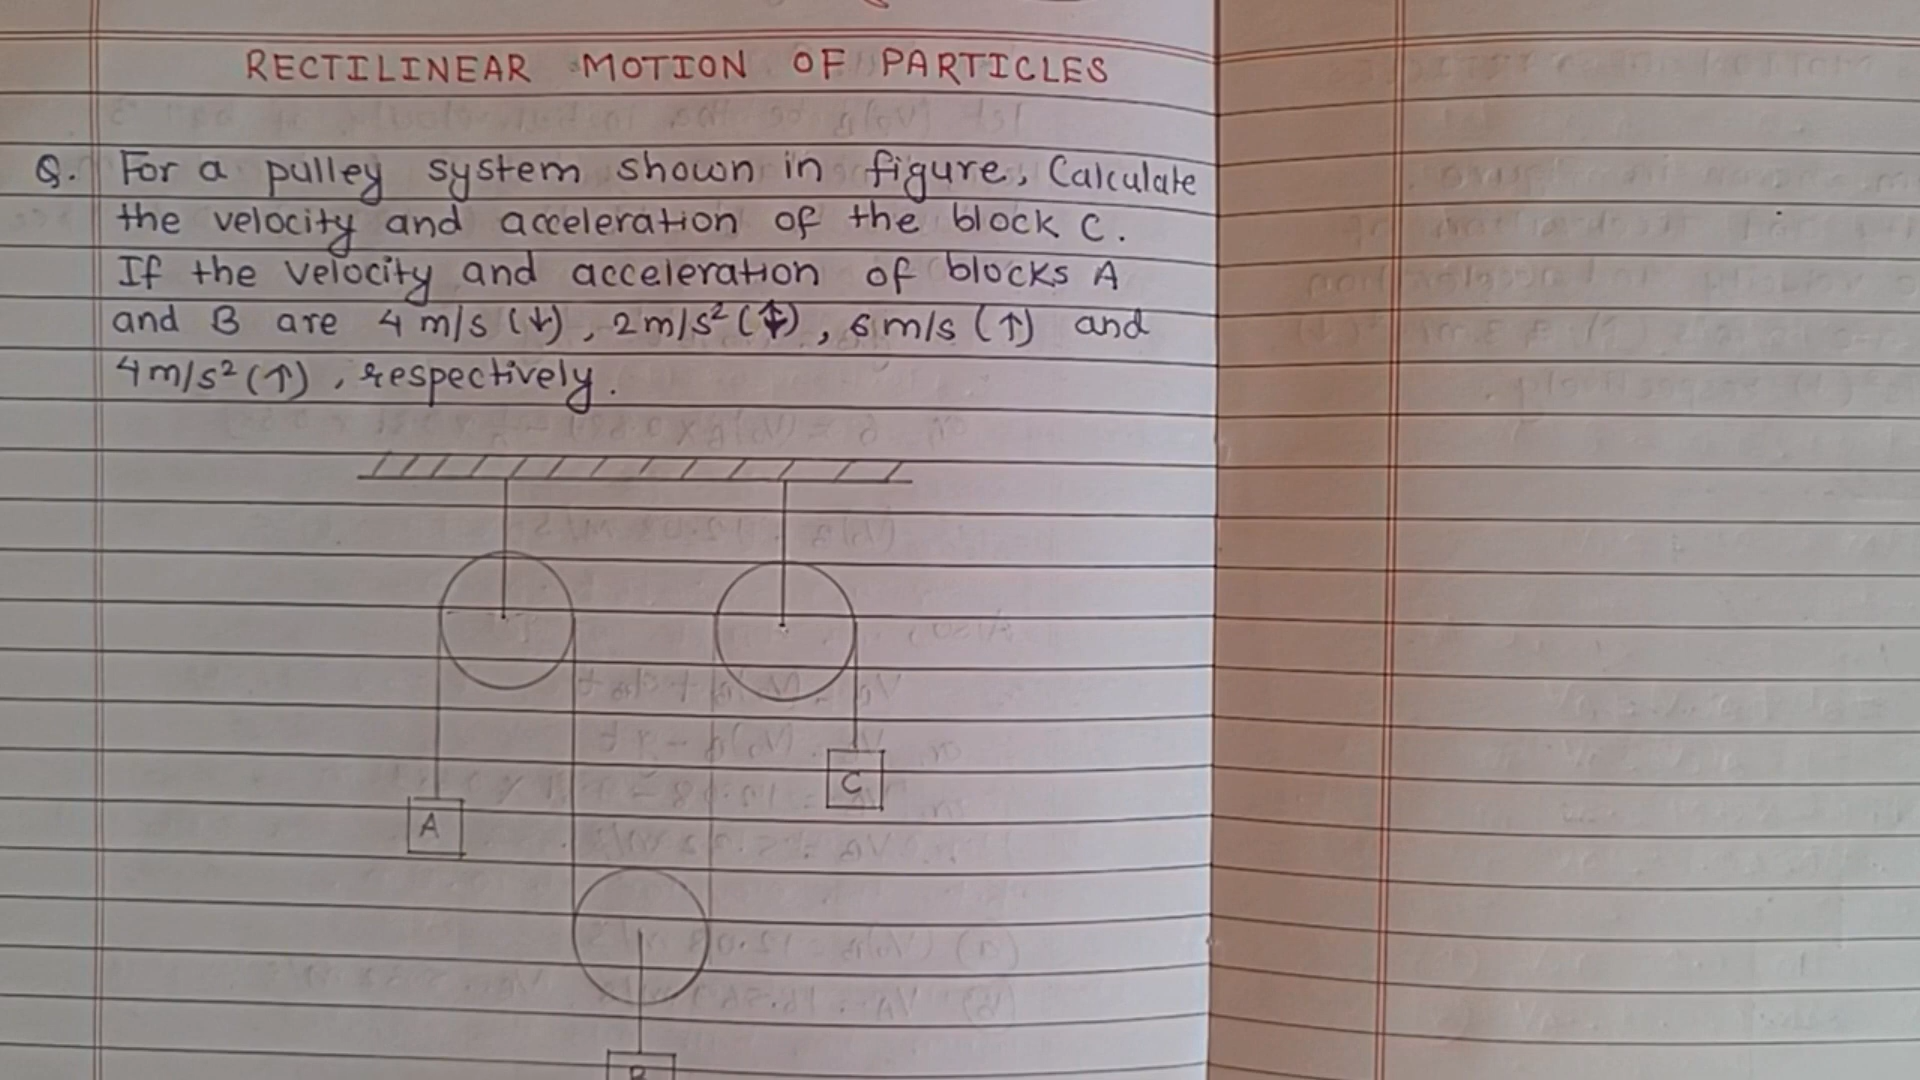 RECTILINEAR MOTION OF PARTICLES
Q. For a pulley system shown in figure, Calculate
the velocity and acceleration of the block C.
If the velocity and acceleration of blocks A
and B are 4 m/s (↓), 2 m/s² (↑), 6 m/s (↑) and
4 m/s² (↑), respectively.
C
A
B